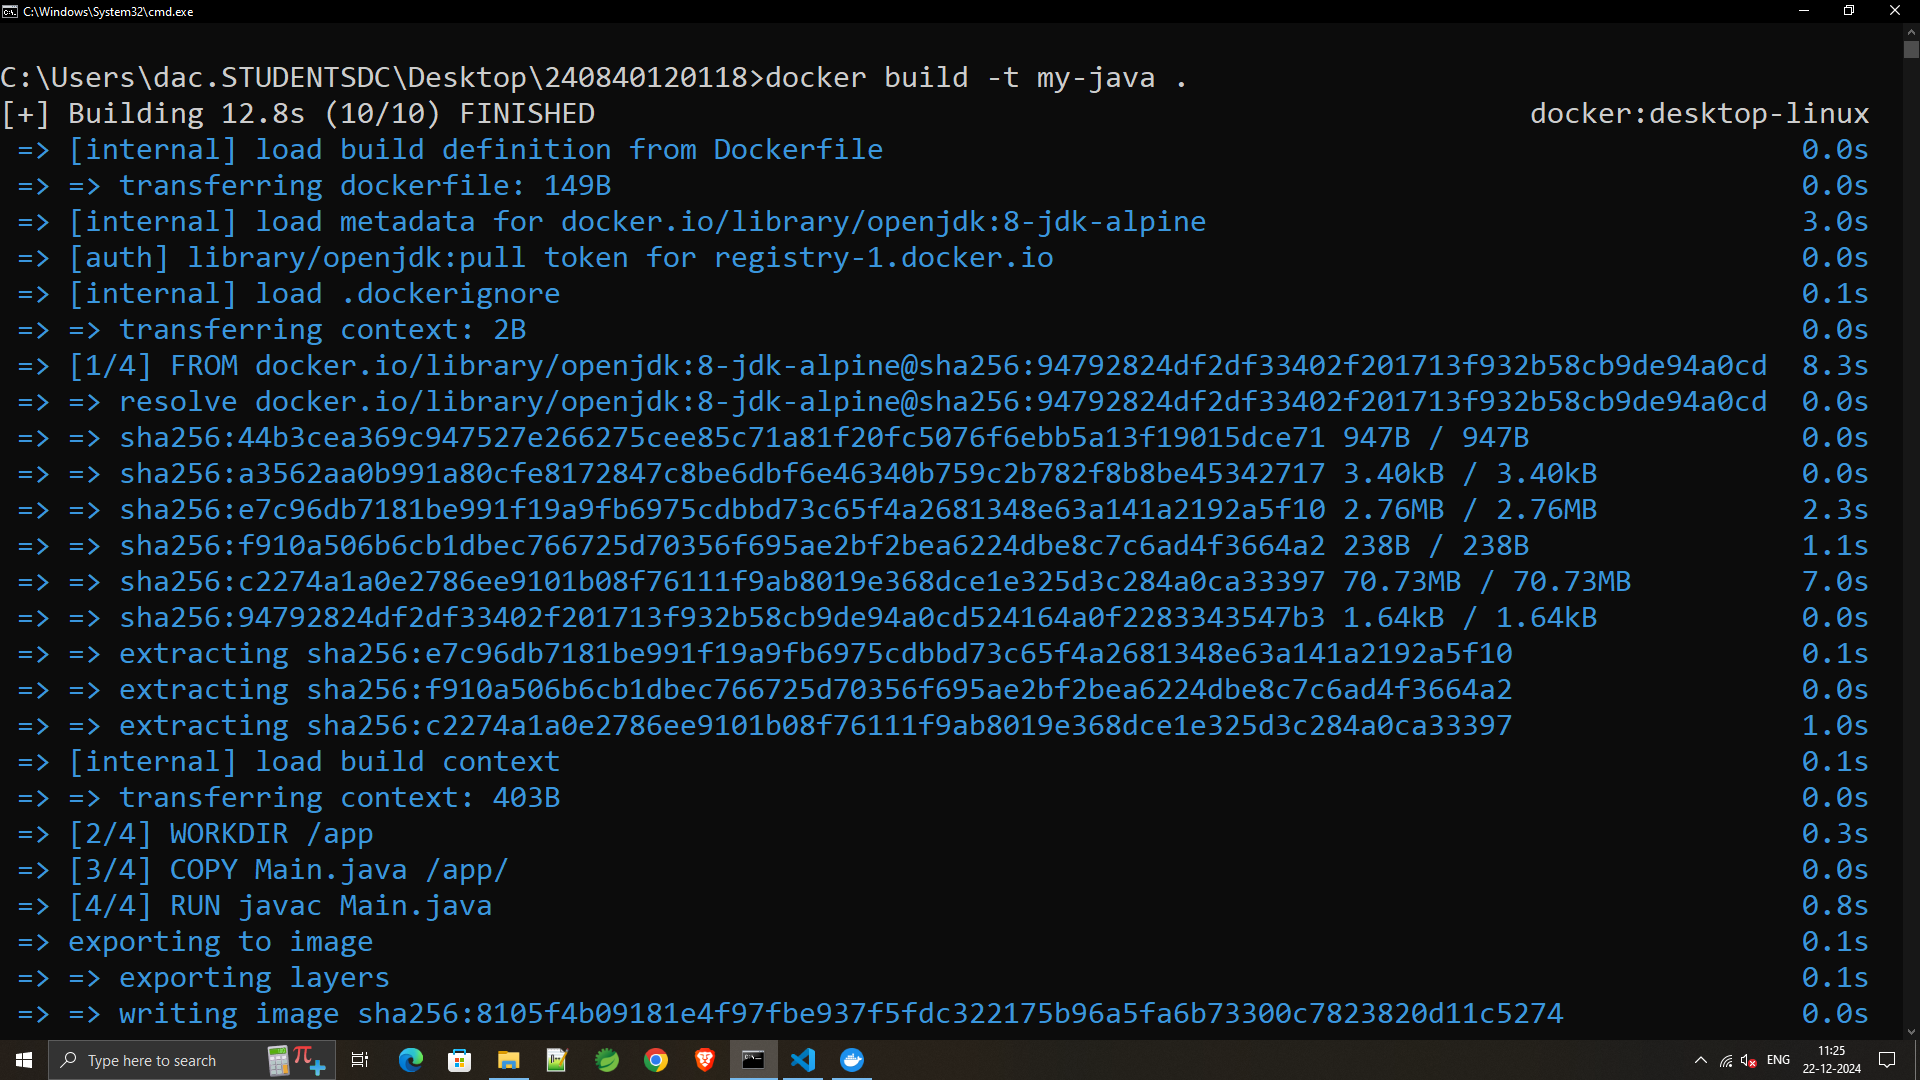 C:\Windows\System32\cmd.exe
C:\Users\dac.STUDENTSDC\Desktop\240840120118>docker build -t my-java .
[+] Building 12.8s (10/10) FINISHED docker:desktop-linux
=> [internal] load build definition from Dockerfile 0.0s
=> => transferring dockerfile: 149B 0.0s
=> [internal] load metadata for docker.io/library/openjdk:8-jdk-alpine 3.0s
=> [auth] library/openjdk:pull token for registry-1.docker.io 0.0s
=> [internal] load .dockerignore 0.1s
=> => transferring context: 2B 0.0s
=> [1/4] FROM docker.io/library/openjdk:8-jdk-alpine@sha256:94792824df2df33402f201713f932b58cb9de94a0cd 8.3s
=> => resolve docker.io/library/openjdk:8-jdk-alpine@sha256:94792824df2df33402f201713f932b58cb9de94a0cd 0.0s
=> => sha256:44b3cea369c947527e266275cee85c71a81f20fc5076f6ebb5a13f19015dce71 947B / 947B 0.0s
=> => sha256:a3562aa0b991a80cfe8172847c8be6dbf6e46340b759c2b782f8b8be45342717 3.40kB / 3.40kB 0.0s
=> => sha256:e7c96db7181be991f19a9fb6975cdbbd73c65f4a2681348e63a141a2192a5f10 2.76MB / 2.76MB 2.3s
=> => sha256:f910a506b6cb1dbec766725d70356f695ae2bf2bea6224dbe8c7c6ad4f3664a2 238B / 238B 1.1s
=> => sha256:c2274a1a0e2786ee9101b08f76111f9ab8019e368dce1e325d3c284a0ca33397 70.73MB / 70.73MB 7.0s
=> => sha256:94792824df2df33402f201713f932b58cb9de94a0cd524164a0f2283343547b3 1.64kB / 1.64kB 0.0s
=> => extracting sha256:e7c96db7181be991f19a9fb6975cdbbd73c65f4a2681348e63a141a2192a5f10 0.1s
=> => extracting sha256:f910a506b6cb1dbec766725d70356f695ae2bf2bea6224dbe8c7c6ad4f3664a2 0.0s
=> => extracting sha256:c2274a1a0e2786ee9101b08f76111f9ab8019e368dce1e325d3c284a0ca33397 1.0s
=> [internal] load build context 0.1s
=> => transferring context: 403B 0.0s
=> [2/4] WORKDIR /app 0.3s
=> [3/4] COPY Main.java /app/ 0.0s
=> [4/4] RUN javac Main.java 0.8s
=> exporting to image 0.1s
=> => exporting layers 0.1s
=> => writing image sha256:8105f4b09181e4f97fbe937f5fdc322175b96a5fa6b73300c7823820d11c5274 0.0s
Type here to search
ENG
11:25
22-12-2024